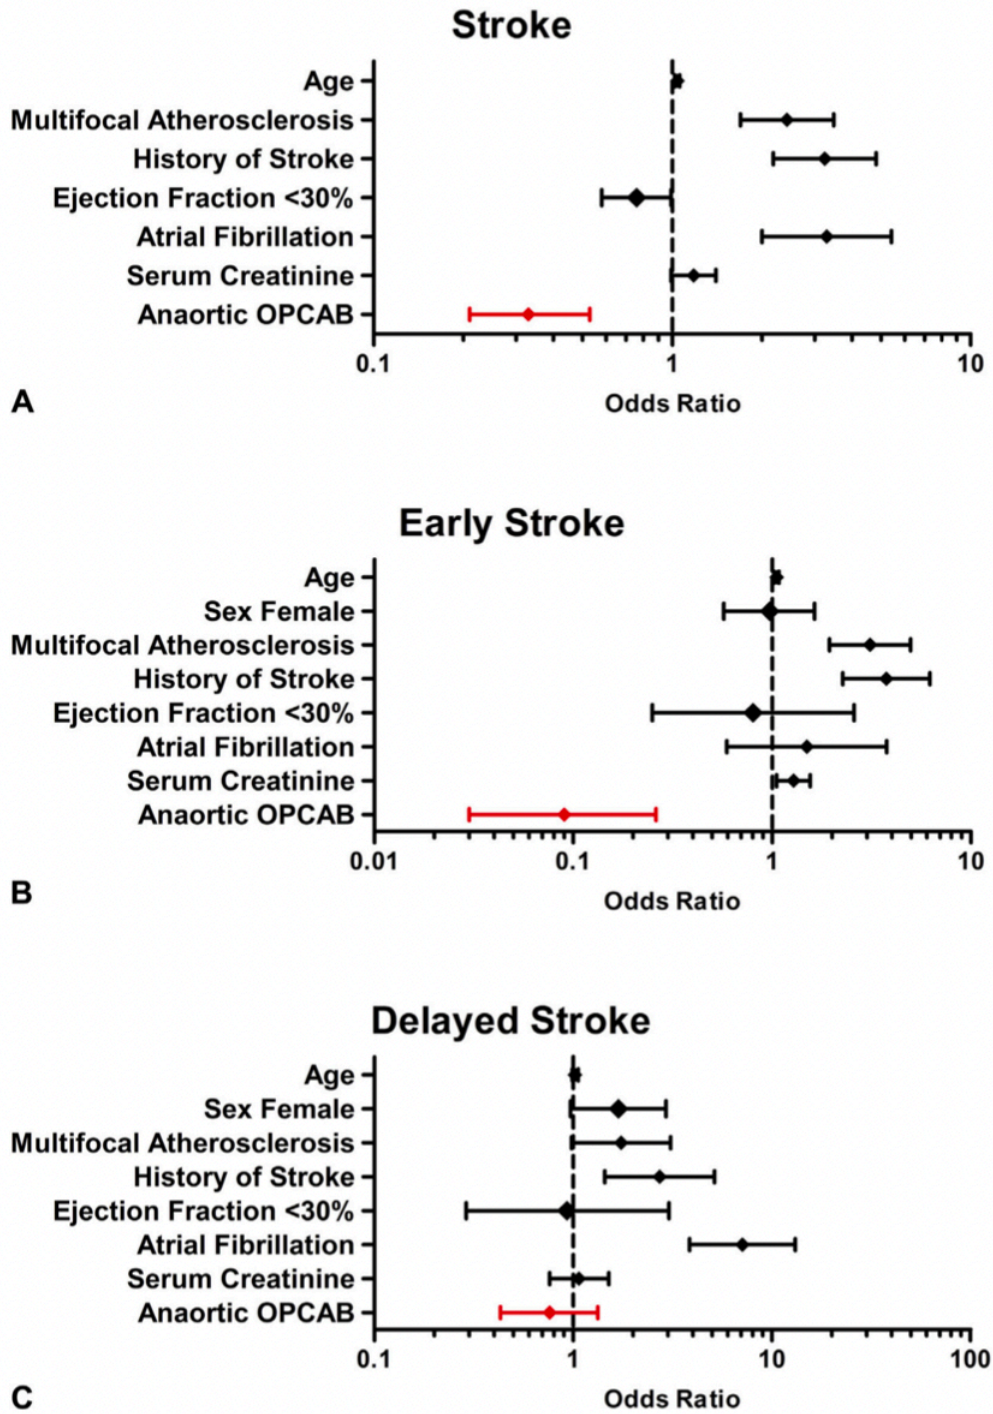 Stroke
Age
Multifocal Atherosclerosis
History of Stroke
Ejection Fraction <30%
Atrial Fibrillation
Serum Creatinine
Anaortic OPCAB
0.1 1 10
Odds Ratio
A
Early Stroke
Age
Sex Female
Multifocal Atherosclerosis
History of Stroke
Ejection Fraction <30%
Atrial Fibrillation
Serum Creatinine
Anaortic OPCAB
0.01 0.1 1 10
Odds Ratio
B
Delayed Stroke
Age
Sex Female
Multifocal Atherosclerosis
History of Stroke
Ejection Fraction <30%
Atrial Fibrillation
Serum Creatinine
Anaortic OPCAB
0.1 1 10 100
Odds Ratio
C